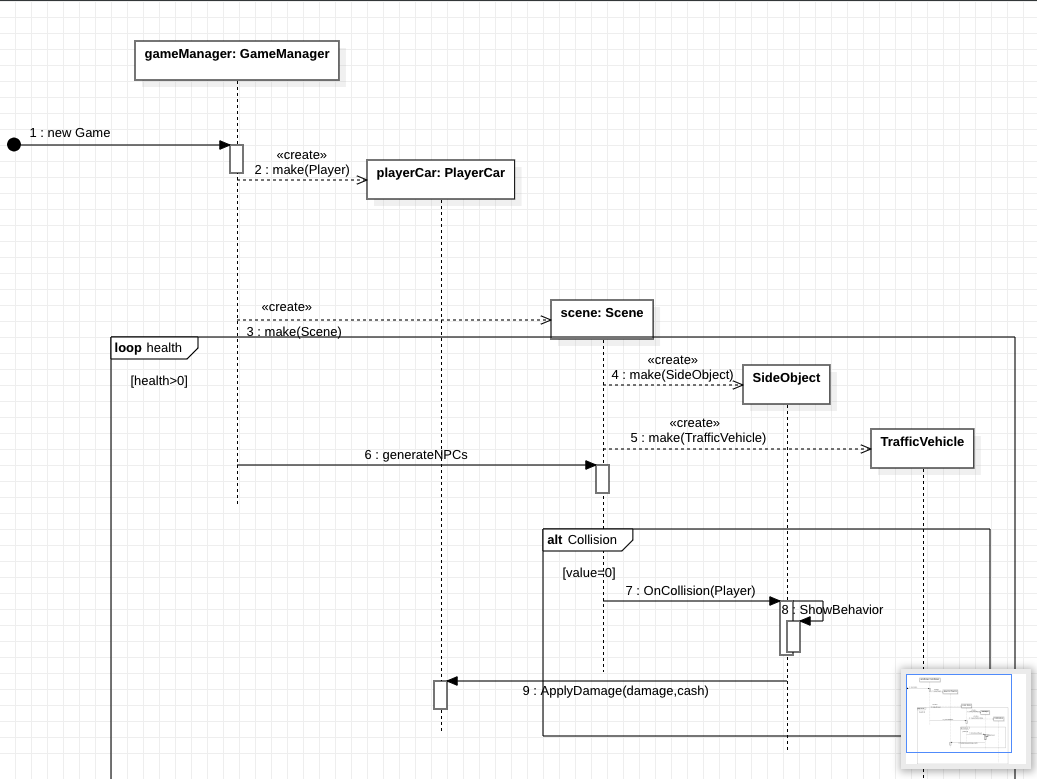 gameManager: GameManager
1 : new Game
«create»
2 : make(Player)
playerCar: PlayerCar
«create»
scene: Scene
3 : make(Scene)
loop health
[health>0]
«create»
4 : make(SideObject)
SideObject
«create»
5 : make(TrafficVehicle)
TrafficVehicle
6 : generateNPCs
alt Collision
[value=0]
7 : OnCollision(Player)
8 : ShowBehavior
9 : ApplyDamage(damage,cash)